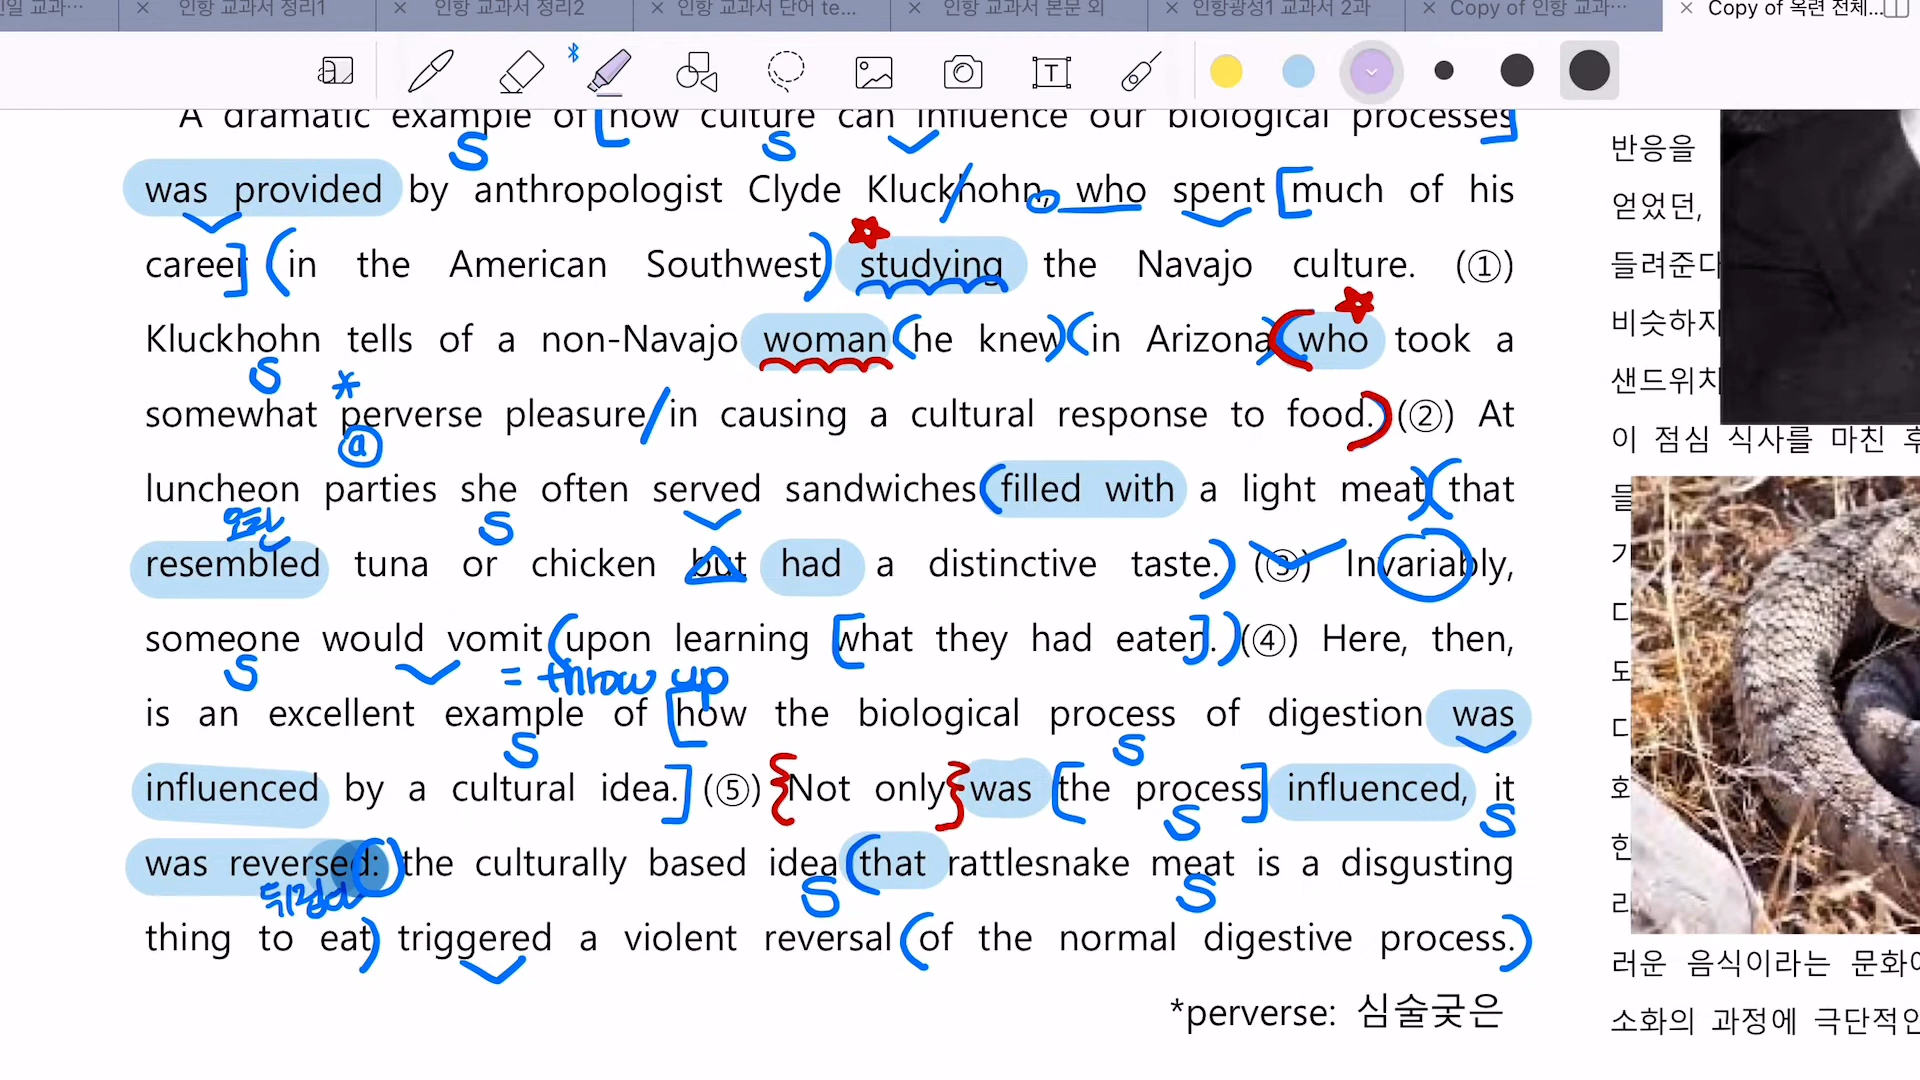 인항 교과서 정리1
인항 교과서 정리2
인항 교과서 단어 te...
인항 교과서 본문 외
인항광성1 교과서 2과
Copy of 인항 교과...
Copy of 옥련 전체...
A dramatic example of how culture can influence our biological processes
was provided by anthropologist Clyde Kluckhohn, who spent much of his
career in the American Southwest studying the Navajo culture. (①)
Kluckhohn tells of a non-Navajo woman he knew in Arizona who took a
somewhat perverse pleasure in causing a cultural response to food. (②) At
luncheon parties she often served sandwiches filled with a light meat that
resembled tuna or chicken but had a distinctive taste. (③) Invariably,
someone would vomit upon learning what they had eaten. (④) Here, then,
= throw up
is an excellent example of how the biological process of digestion was
influenced by a cultural idea. (⑤) Not only was the process influenced, it
was reversed: the culturally based idea that rattlesnake meat is a disgusting
thing to eat triggered a violent reversal of the normal digestive process.
*perverse: 심술궂은
반응을
얻었던,
들려준다
비슷하지
샌드위치
이 점심 식사를 마친 후
러운 음식이라는 문화에
소화의 과정에 극단적인